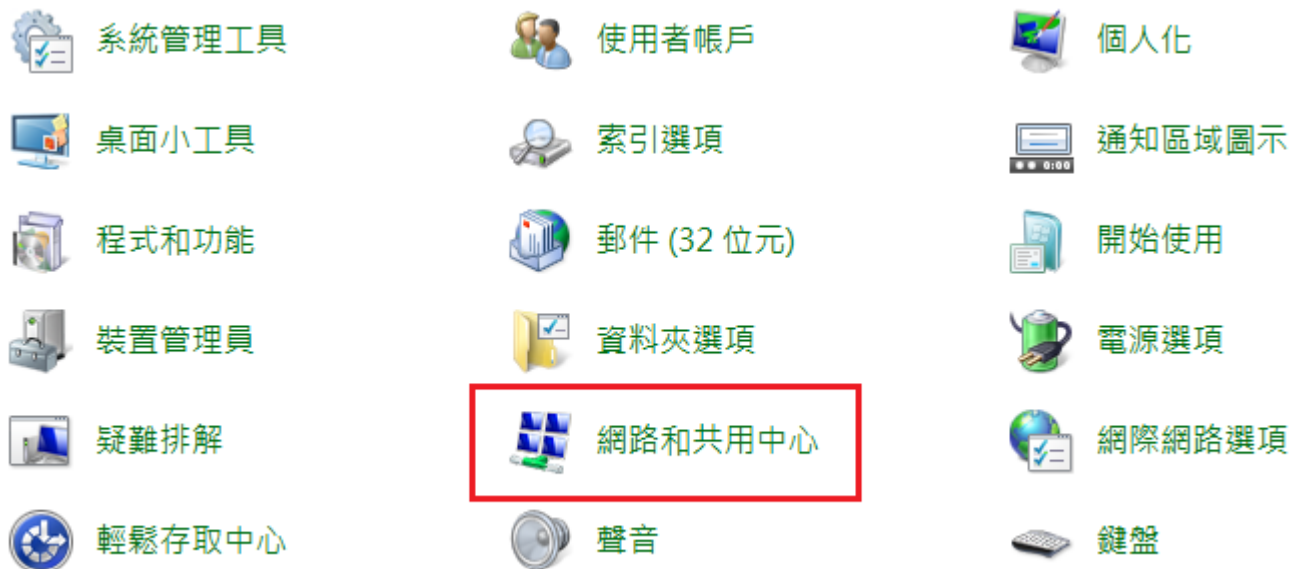 系統管理工具
使用者帳戶
個人化
桌面小工具
索引選項
通知區域圖示
0:00
程式和功能
郵件 (32 位元)
開始使用
裝置管理員
資料夾選項
電源選項
疑難排解
網路和共用中心
網際網路選項
輕鬆存取中心
聲音
鍵盤